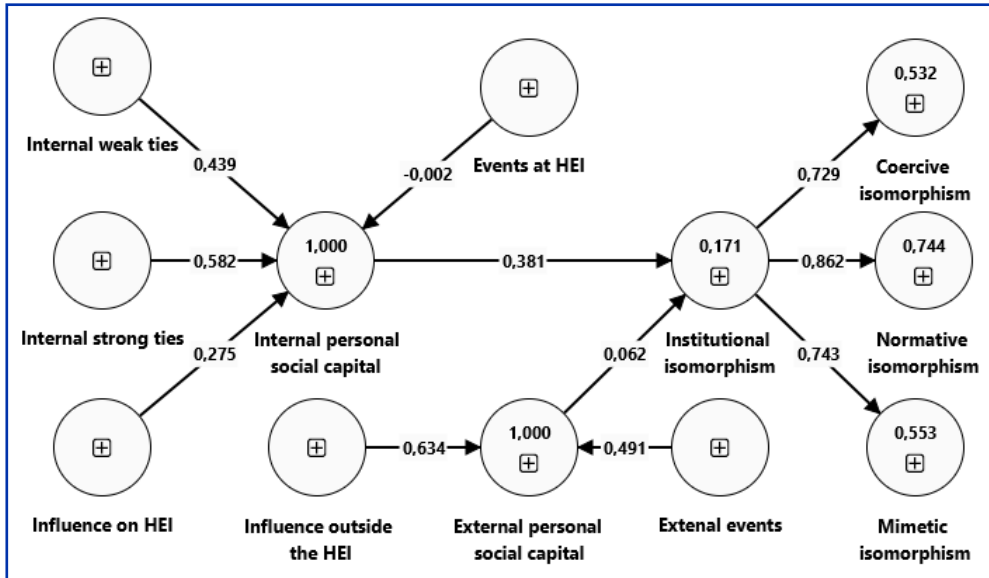 0,532
Internal weak ties
Events at HEI
Coercive
isomorphism
0,439
-0,002
0,729
1,000
0,171
0,744
0,582
0,381
0,862
Internal strong ties
Internal personal
social capital
Institutional
isomorphism
Normative
isomorphism
0,275
0,062
0,743
1,000
0,553
0,634
0,491
Influence on HEI
Influence outside
the HEI
External personal
social capital
Extenal events
Mimetic
isomorphism